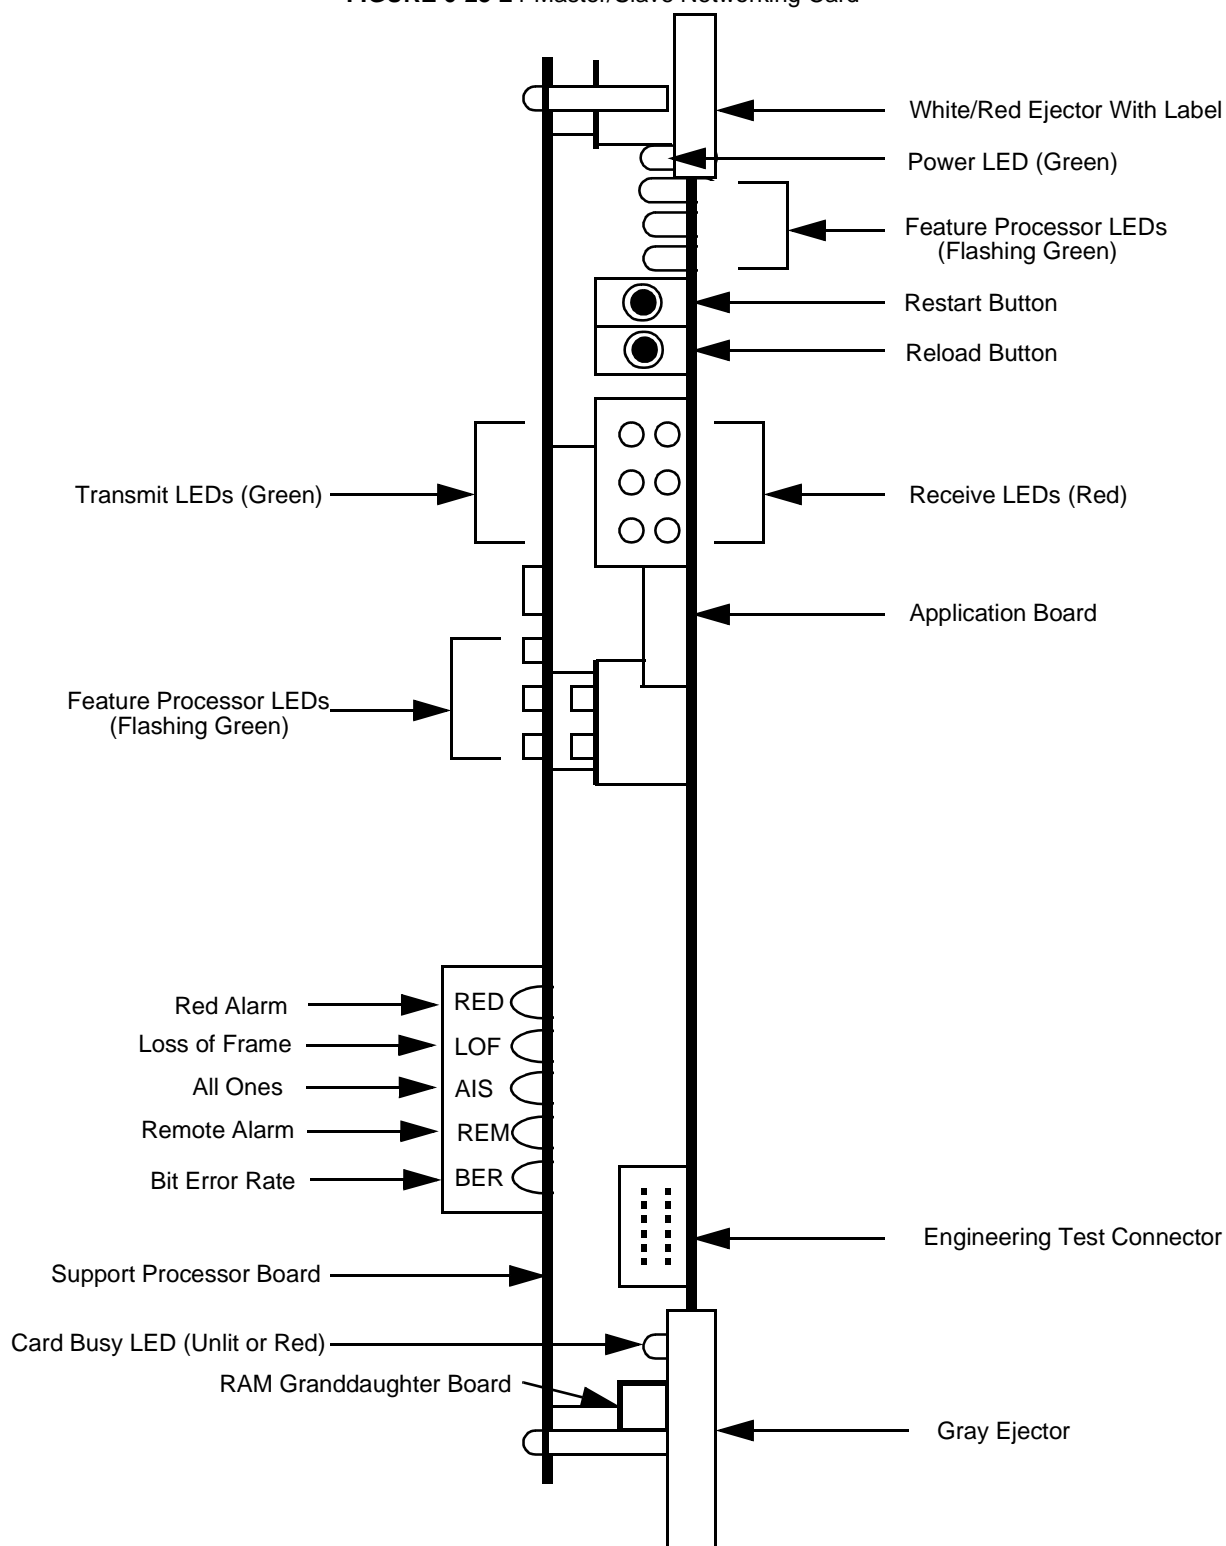 White/Red Ejector With Label
Power LED (Green)
Feature Processor LEDs
(Flashing Green)
Restart Button
Reload Button
Transmit LEDs (Green)
Receive LEDs (Red)
Application Board
Feature Processor LEDs
(Flashing Green)
Red Alarm
RED
Loss of Frame
LOF
All Ones
AIS
Remote Alarm
REM
Bit Error Rate
BER
Engineering Test Connector
Support Processor Board
Card Busy LED (Unlit or Red)
RAM Granddaughter Board
Gray Ejector